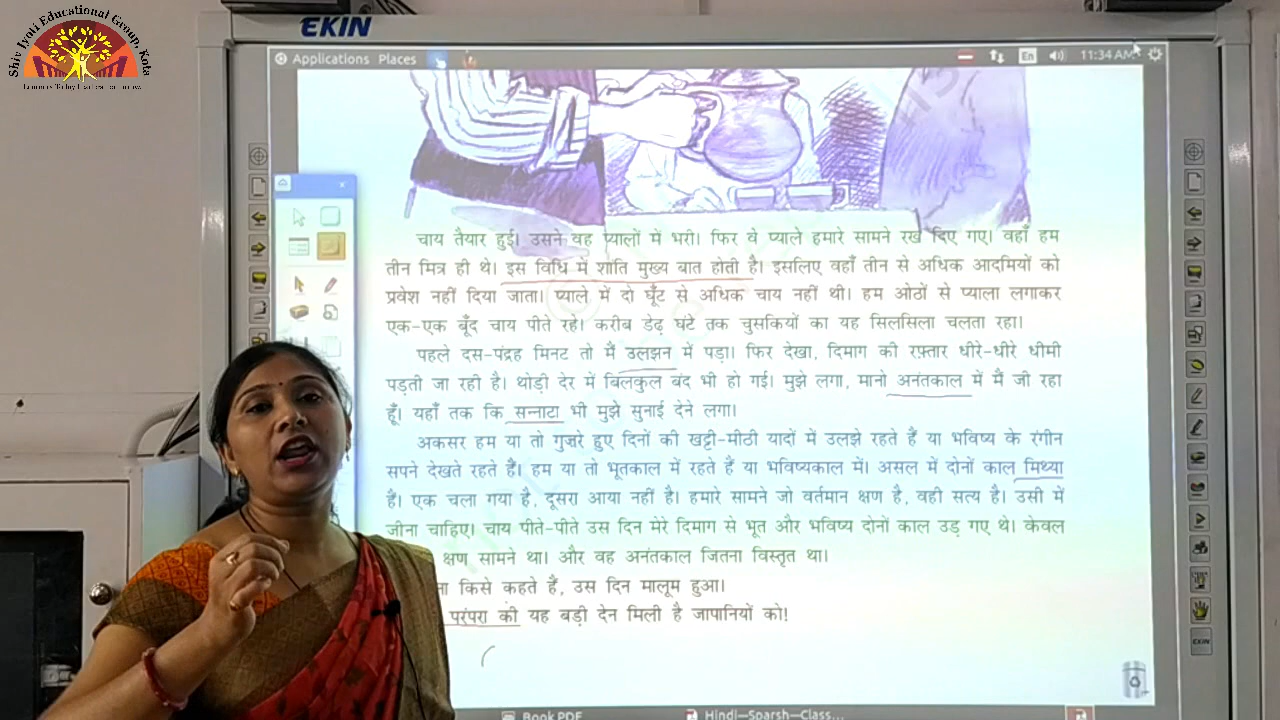 Shiv Jyoti Educational Group, Kota
EKIN
Applications Places
En
11:34 AM
चाय तैयार हुई। उसने वह प्यालों में भरी। फिर वे प्याले हमारे सामने रख दिए गए। वहाँ हम
तीन मित्र ही थे। इस विधि में शांति मुख्य बात होती है। इसलिए वहाँ तीन से अधिक आदमियों को
प्रवेश नहीं दिया जाता। प्याले में दो घूँट से अधिक चाय नहीं थी। हम ओठों से प्याला लगाकर
एक-एक बूँद चाय पीते रहे। करीब डेढ़ घंटे तक चुसकियों का यह सिलसिला चलता रहा।
पहले दस-पंद्रह मिनट तो मैं उलझन में पड़ा। फिर देखा, दिमाग की रफ़्तार धीरे-धीरे धीमी
पड़ती जा रही है। थोड़ी देर में बिलकुल बंद भी हो गई। मुझे लगा, मानो अनंतकाल में मैं जी रहा
हूँ। यहाँ तक कि सन्नाटा भी मुझे सुनाई देने लगा।
अकसर हम या तो गुज़रे हुए दिनों की खट्टी-मीठी यादों में उलझे रहते हैं या भविष्य के रंगीन
सपने देखते रहते हैं। हम या तो भूतकाल में रहते हैं या भविष्यकाल में। असल में दोनों काल मिथ्या
हैं। एक चला गया है, दूसरा आया नहीं है। हमारे सामने जो वर्तमान क्षण है, वही सत्य है। उसी में
जीना चाहिए। चाय पीते-पीते उस दिन मेरे दिमाग से भूत और भविष्य दोनों काल उड़ गए थे। केवल
क्षण सामने था। और वह अनंतकाल जितना विस्तृत था।
ना किसे कहते हैं, उस दिन मालूम हुआ।
परंपरा की यह बड़ी देन मिली है जापानियों को!
Book PDF
Hindi—Sparsh—Class...
EKIN